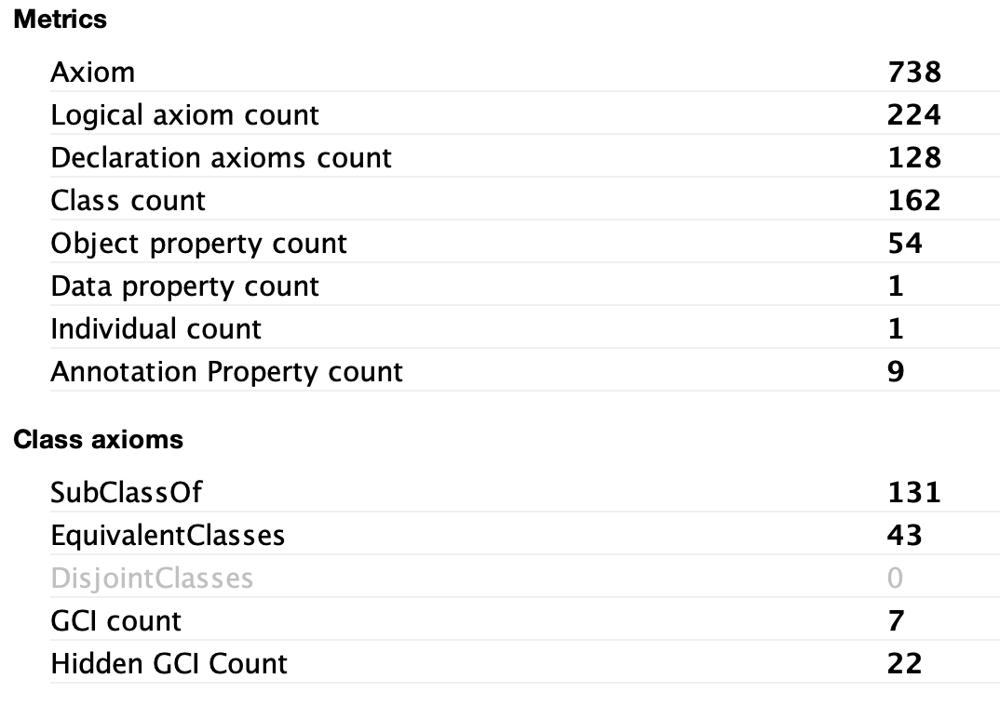 Metrics
Axiom 738
Logical axiom count 224
Declaration axioms count 128
Class count 162
Object property count 54
Data property count 1
Individual count 1
Annotation Property count 9
Class axioms
SubClassOf 131
EquivalentClasses 43
DisjointClasses 0
GCI count 7
Hidden GCI Count 22